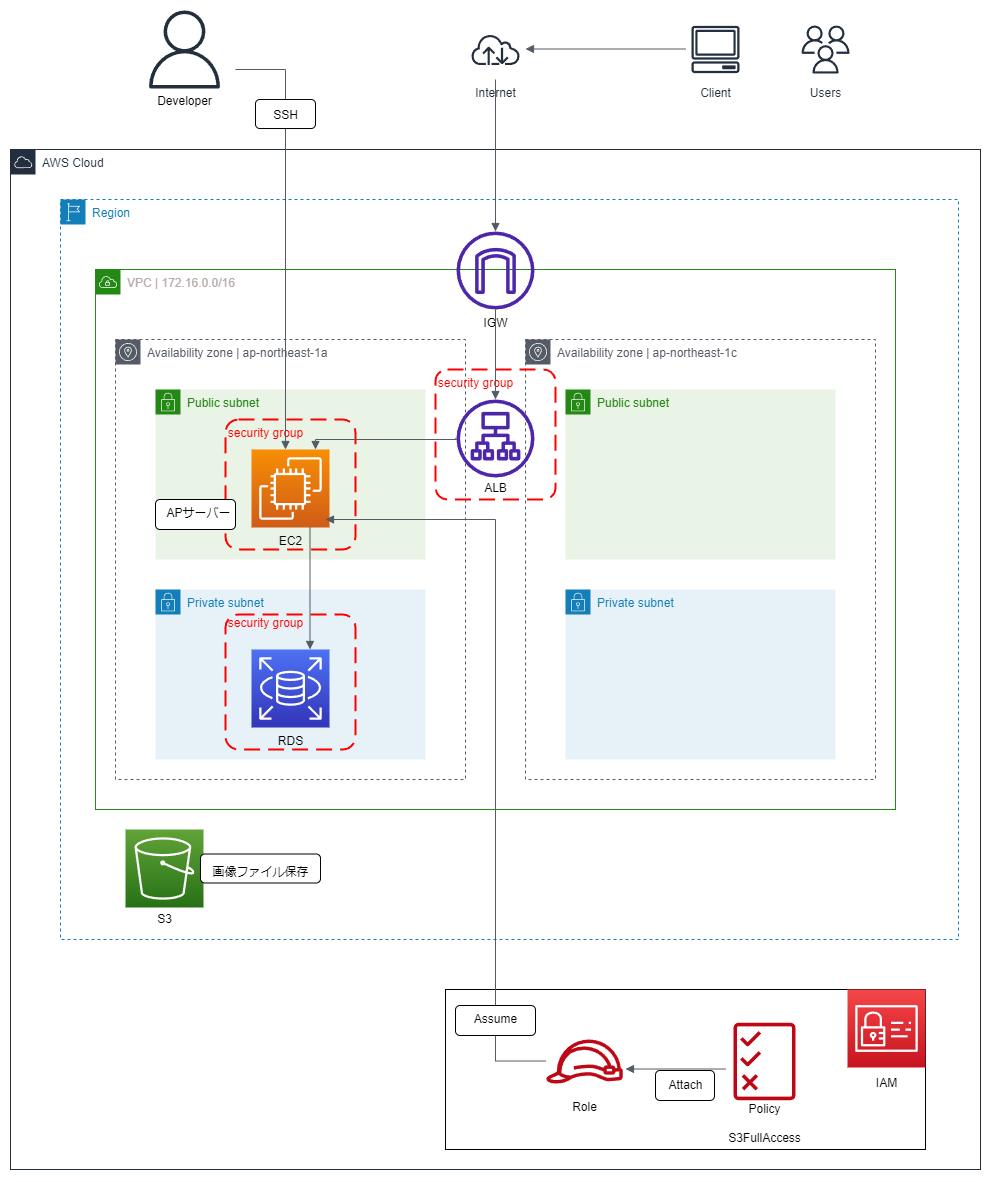 Developer
Internet
Client
Users
SSH
AWS Cloud
Region
VPC | 172.16.0.0/16
IGW
Availability zone | ap-northeast-1a
Availability zone | ap-northeast-1c
security group
Public subnet
Public subnet
security group
ALB
APサーバー
EC2
Private subnet
Private subnet
security group
RDS
画像ファイル保存
S3
Assume
Attach
IAM
Role
Policy
S3FullAccess